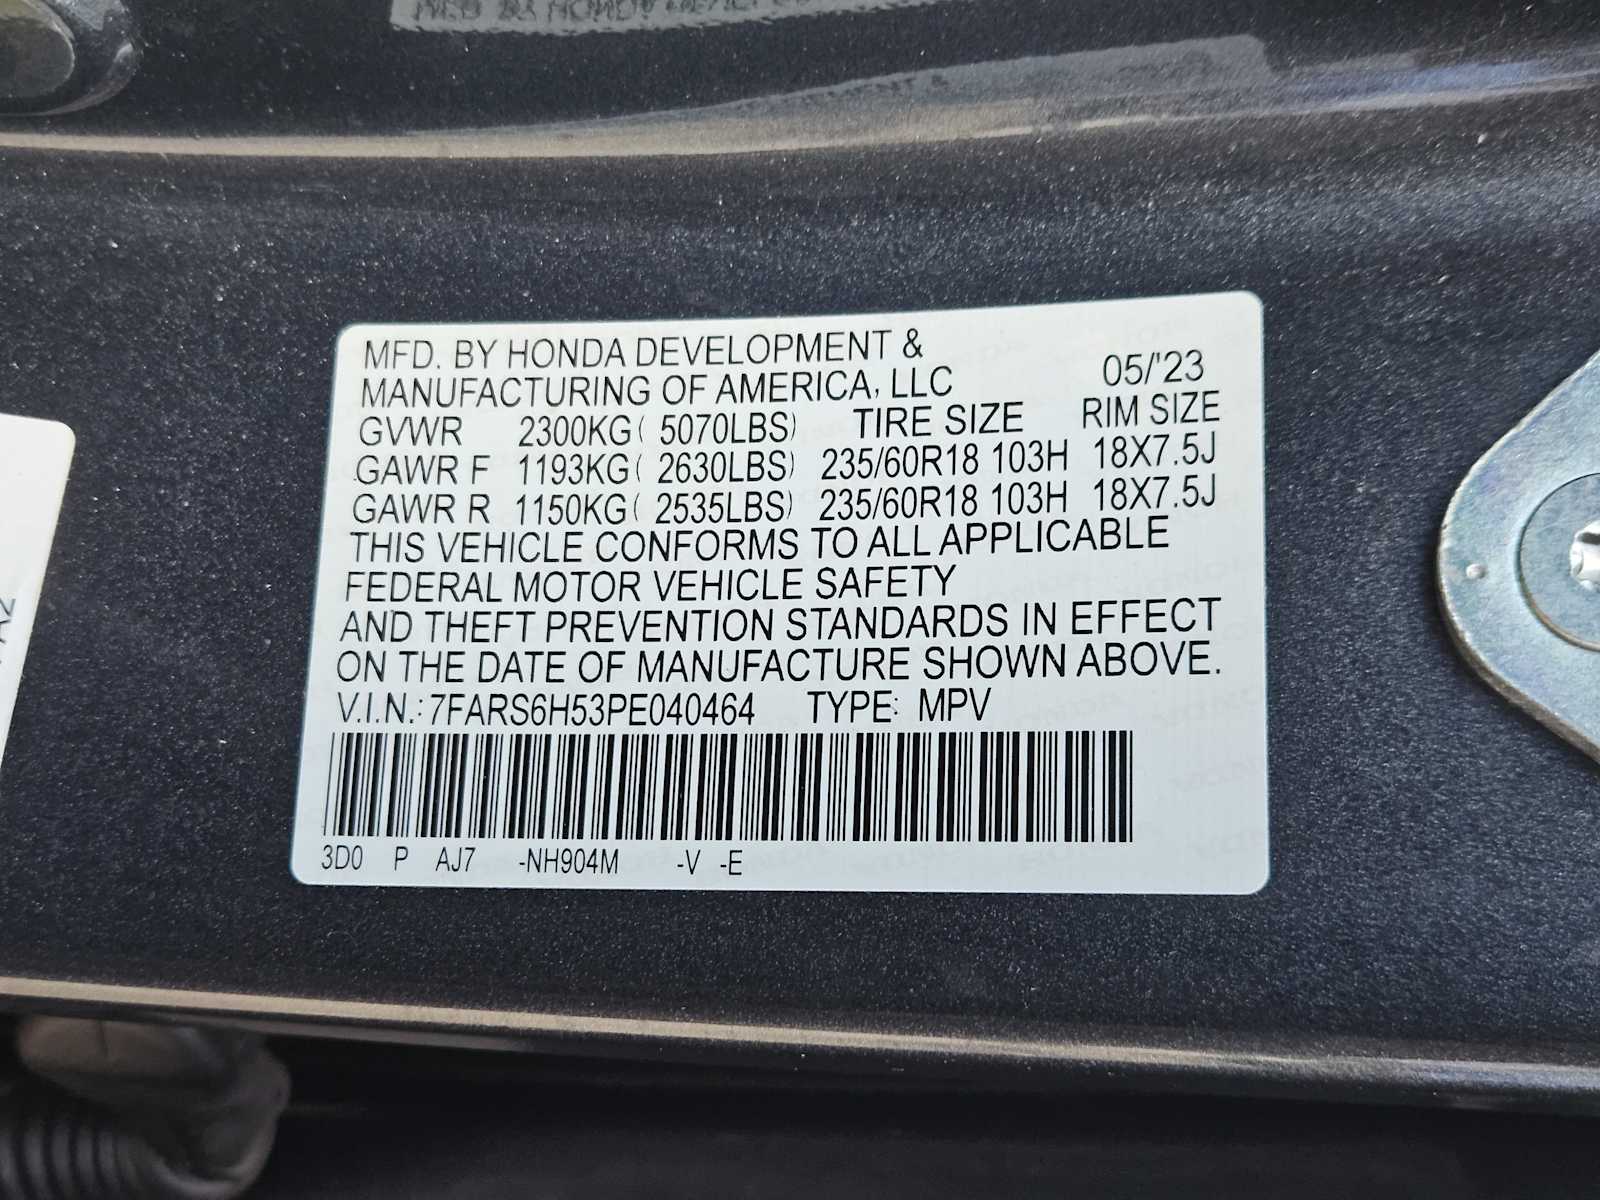 MFD. BY HONDA DEVELOPMENT &
MANUFACTURING OF AMERICA, LLC 05/'23
GVWR 2300KG( 5070LBS) TIRE SIZE RIM SIZE
GAWR F 1193KG( 2630LBS) 235/60R18 103H 18X7.5J
GAWR R 1150KG( 2535LBS) 235/60R18 103H 18X7.5J
THIS VEHICLE CONFORMS TO ALL APPLICABLE
FEDERAL MOTOR VEHICLE SAFETY
AND THEFT PREVENTION STANDARDS IN EFFECT
ON THE DATE OF MANUFACTURE SHOWN ABOVE.
V.I.N.: 7FARS6H53PE040464 TYPE: MPV
3D0 P AJ7 -NH904M -V -E